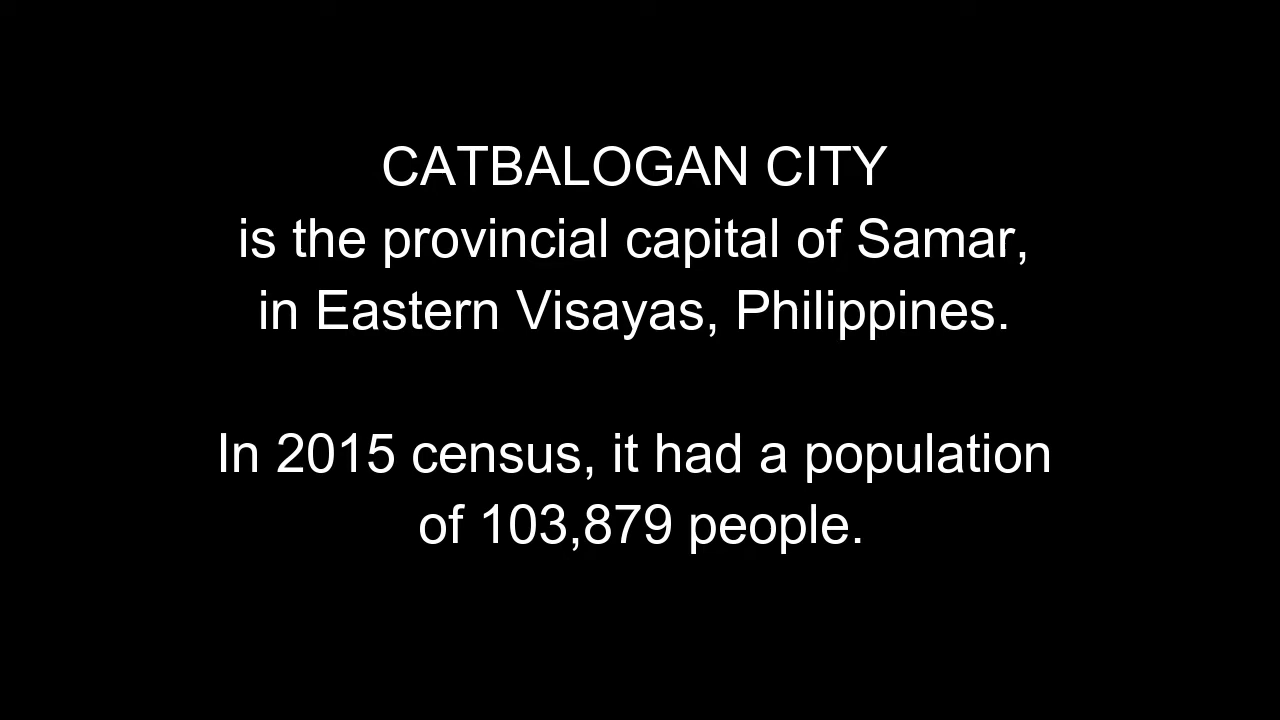 CATBALOGAN CITY
is the provincial capital of Samar,
in Eastern Visayas, Philippines.
In 2015 census, it had a population
of 103,879 people.